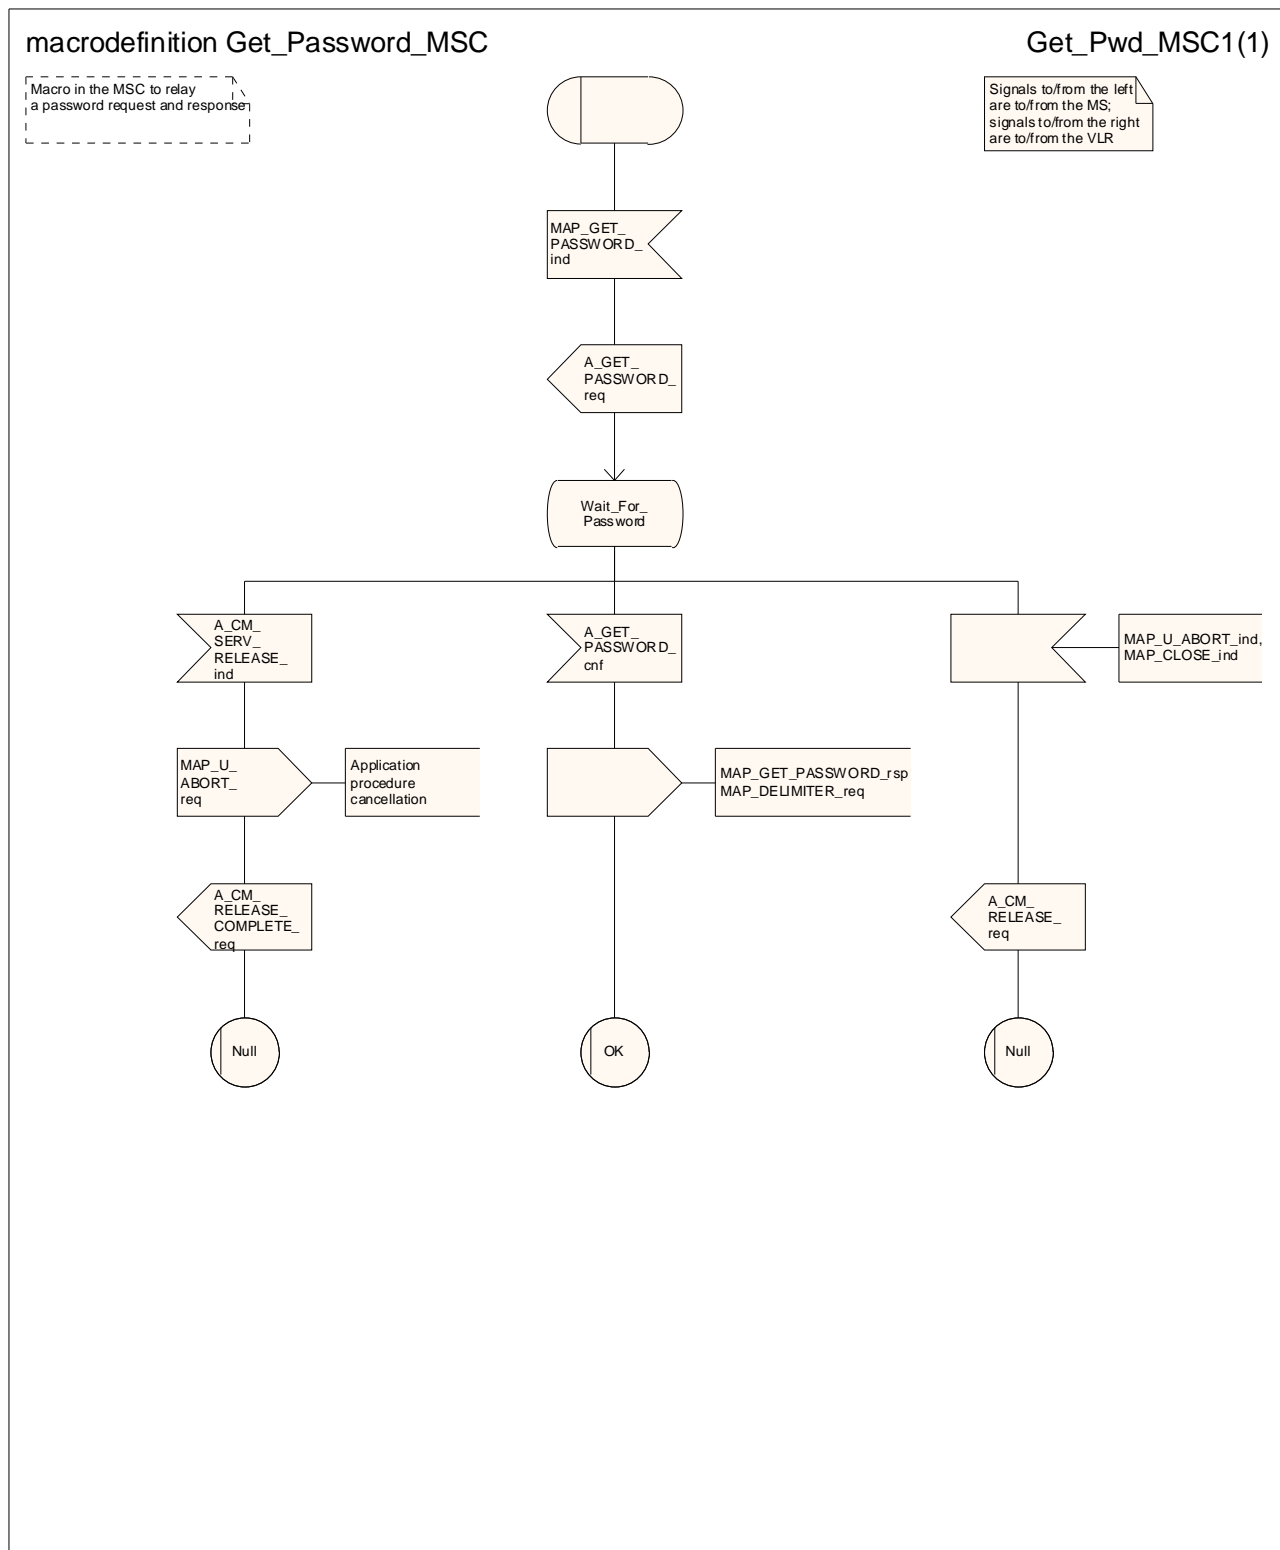 macrodefinition Get_Password_MSC
Get_Pwd_MSC1(1)
Macro in the MSC to relay
a password request and response
Signals to/from the left
are to/from the MS;
signals to/from the right
are to/from the VLR
MAP_GET_
PASSWORD_
ind
A_GET_
PASSWORD_
req
Wait_For_
Password
A_CM_
SERV_
RELEASE_
ind
A_GET_
PASSWORD_
cnf
MAP_U_ABORT_ind,
MAP_CLOSE_ind
MAP_U_
ABORT_
req
Application
procedure
cancellation
MAP_GET_PASSWORD_rsp
MAP_DELIMITER_req
A_CM_
RELEASE_
COMPLETE_
req
A_CM_
RELEASE_
req
Null
OK
Null